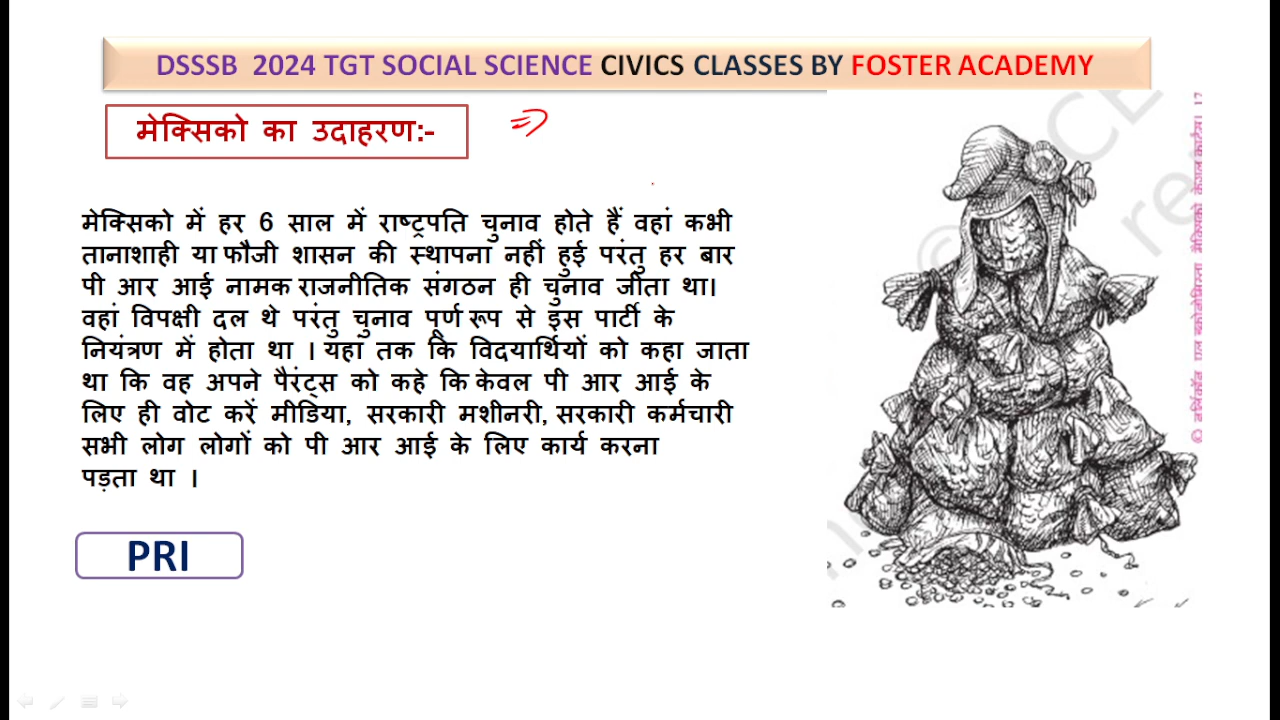 DSSSB 2024 TGT SOCIAL SCIENCE CIVICS CLASSES BY FOSTER ACADEMY
मेक्सिको का उदाहरण:-
मेक्सिको में हर 6 साल में राष्ट्रपति चुनाव होते हैं वहां कभी
तानाशाही या फौजी शासन की स्थापना नहीं हुई परंतु हर बार
पी आर आई नामक राजनीतिक संगठन ही चुनाव जीता था।
वहां विपक्षी दल थे परंतु चुनाव पूर्ण रूप से इस पार्टी के
नियंत्रण में होता था । यहां तक कि विदयार्थियों को कहा जाता
था कि वह अपने पैरंट्स को कहे कि केवल पी आर आई के
लिए ही वोट करें मीडिया, सरकारी मशीनरी, सरकारी कर्मचारी
सभी लोग लोगों को पी आर आई के लिए कार्य करना
पड़ता था ।
PRI